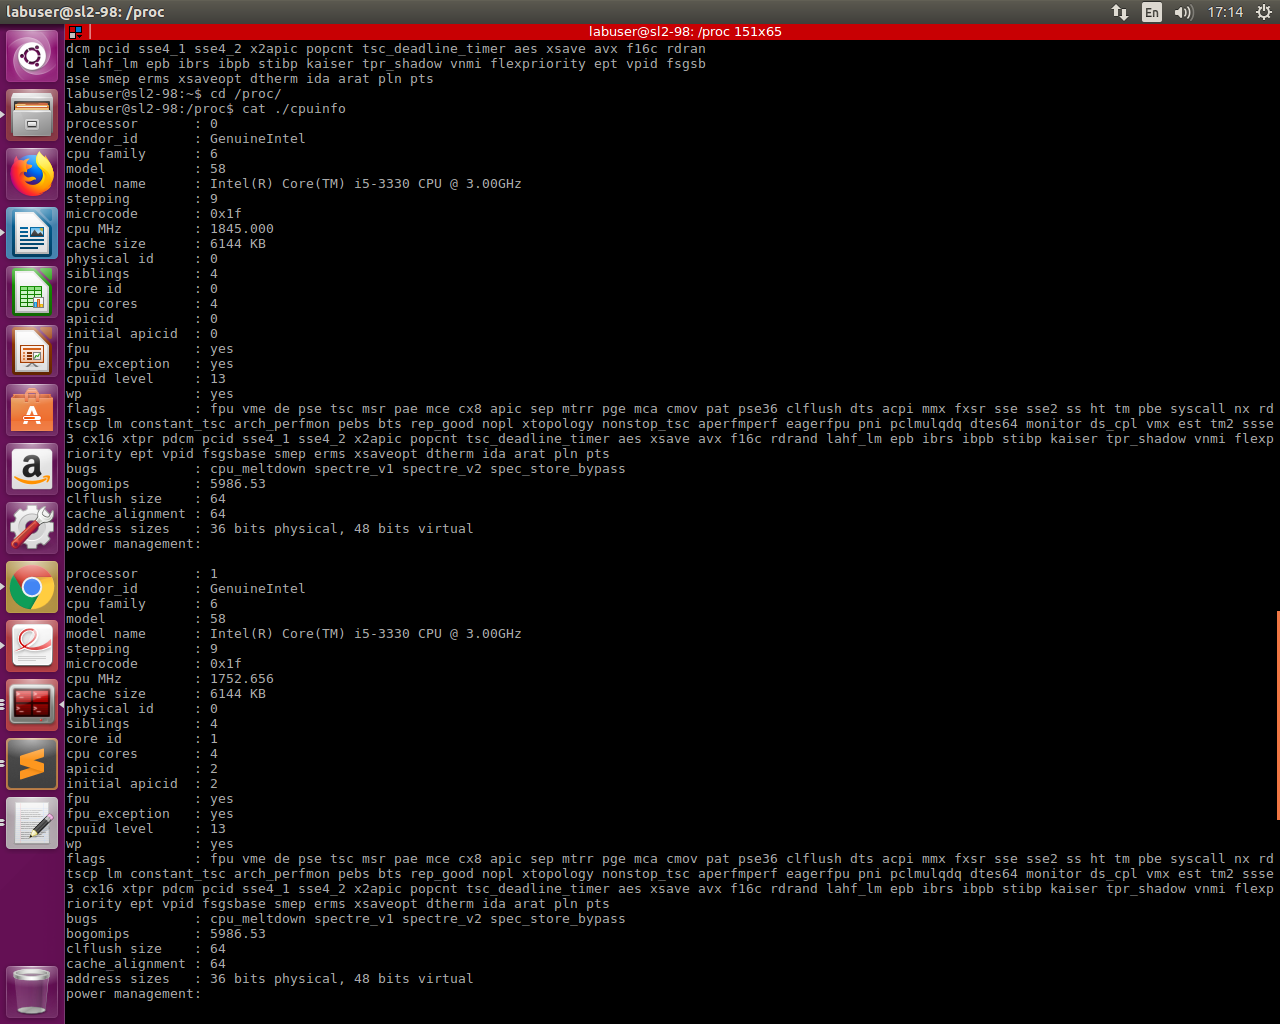 labuser@sl2-98: /proc
En
17:14
labuser@sl2-98: /proc 151x65
dcm pcid sse4_1 sse4_2 x2apic popcnt tsc_deadline_timer aes xsave avx f16c rdran
d lahf_lm epb ibrs ibpb stibp kaiser tpr_shadow vnmi flexpriority ept vpid fsgsb
ase smep erms xsaveopt dtherm ida arat pln pts
labuser@sl2-98:~$ cd /proc/
labuser@sl2-98:/proc$ cat ./cpuinfo
processor       : 0
vendor_id       : GenuineIntel
cpu family      : 6
model           : 58
model name      : Intel(R) Core(TM) i5-3330 CPU @ 3.00GHz
stepping        : 9
microcode       : 0x1f
cpu MHz         : 1845.000
cache size      : 6144 KB
physical id     : 0
siblings        : 4
core id         : 0
cpu cores       : 4
apicid          : 0
initial apicid  : 0
fpu             : yes
fpu_exception   : yes
cpuid level     : 13
wp              : yes
flags           : fpu vme de pse tsc msr pae mce cx8 apic sep mtrr pge mca cmov pat pse36 clflush dts acpi mmx fxsr sse sse2 ss ht tm pbe syscall nx rd
tscp lm constant_tsc arch_perfmon pebs bts rep_good nopl xtopology nonstop_tsc aperfmperf eagerfpu pni pclmulqdq dtes64 monitor ds_cpl vmx est tm2 ssse
3 cx16 xtpr pdcm pcid sse4_1 sse4_2 x2apic popcnt tsc_deadline_timer aes xsave avx f16c rdrand lahf_lm epb ibrs ibpb stibp kaiser tpr_shadow vnmi flexp
riority ept vpid fsgsbase smep erms xsaveopt dtherm ida arat pln pts
bugs            : cpu_meltdown spectre_v1 spectre_v2 spec_store_bypass
bogomips        : 5986.53
clflush size    : 64
cache_alignment : 64
address sizes   : 36 bits physical, 48 bits virtual
power management:
processor       : 1
vendor_id       : GenuineIntel
cpu family      : 6
model           : 58
model name      : Intel(R) Core(TM) i5-3330 CPU @ 3.00GHz
stepping        : 9
microcode       : 0x1f
cpu MHz         : 1752.656
cache size      : 6144 KB
physical id     : 0
siblings        : 4
core id         : 1
cpu cores       : 4
apicid          : 2
initial apicid  : 2
fpu             : yes
fpu_exception   : yes
cpuid level     : 13
wp              : yes
flags           : fpu vme de pse tsc msr pae mce cx8 apic sep mtrr pge mca cmov pat pse36 clflush dts acpi mmx fxsr sse sse2 ss ht tm pbe syscall nx rd
tscp lm constant_tsc arch_perfmon pebs bts rep_good nopl xtopology nonstop_tsc aperfmperf eagerfpu pni pclmulqdq dtes64 monitor ds_cpl vmx est tm2 ssse
3 cx16 xtpr pdcm pcid sse4_1 sse4_2 x2apic popcnt tsc_deadline_timer aes xsave avx f16c rdrand lahf_lm epb ibrs ibpb stibp kaiser tpr_shadow vnmi flexp
riority ept vpid fsgsbase smep erms xsaveopt dtherm ida arat pln pts
bugs            : cpu_meltdown spectre_v1 spectre_v2 spec_store_bypass
bogomips        : 5986.53
clflush size    : 64
cache_alignment : 64
address sizes   : 36 bits physical, 48 bits virtual
power management: